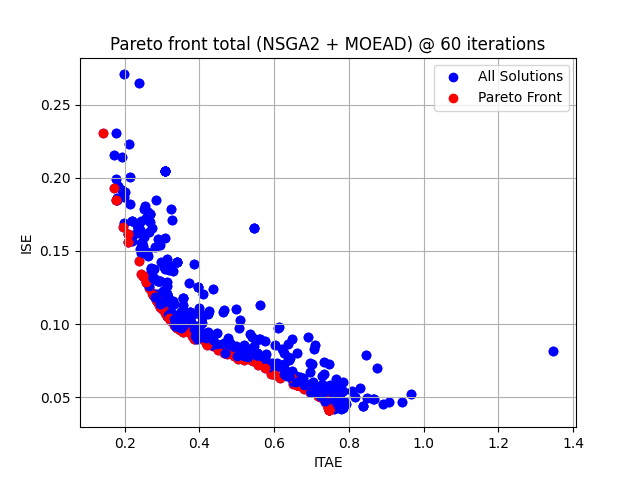 Pareto front total (NSGA2 + MOEAD) @ 60 iterations
All Solutions
Pareto Front
0.25
0.20
0.15
0.10
0.05
ISE
0.2 0.4 0.6 0.8 1.0 1.2 1.4
ITAE